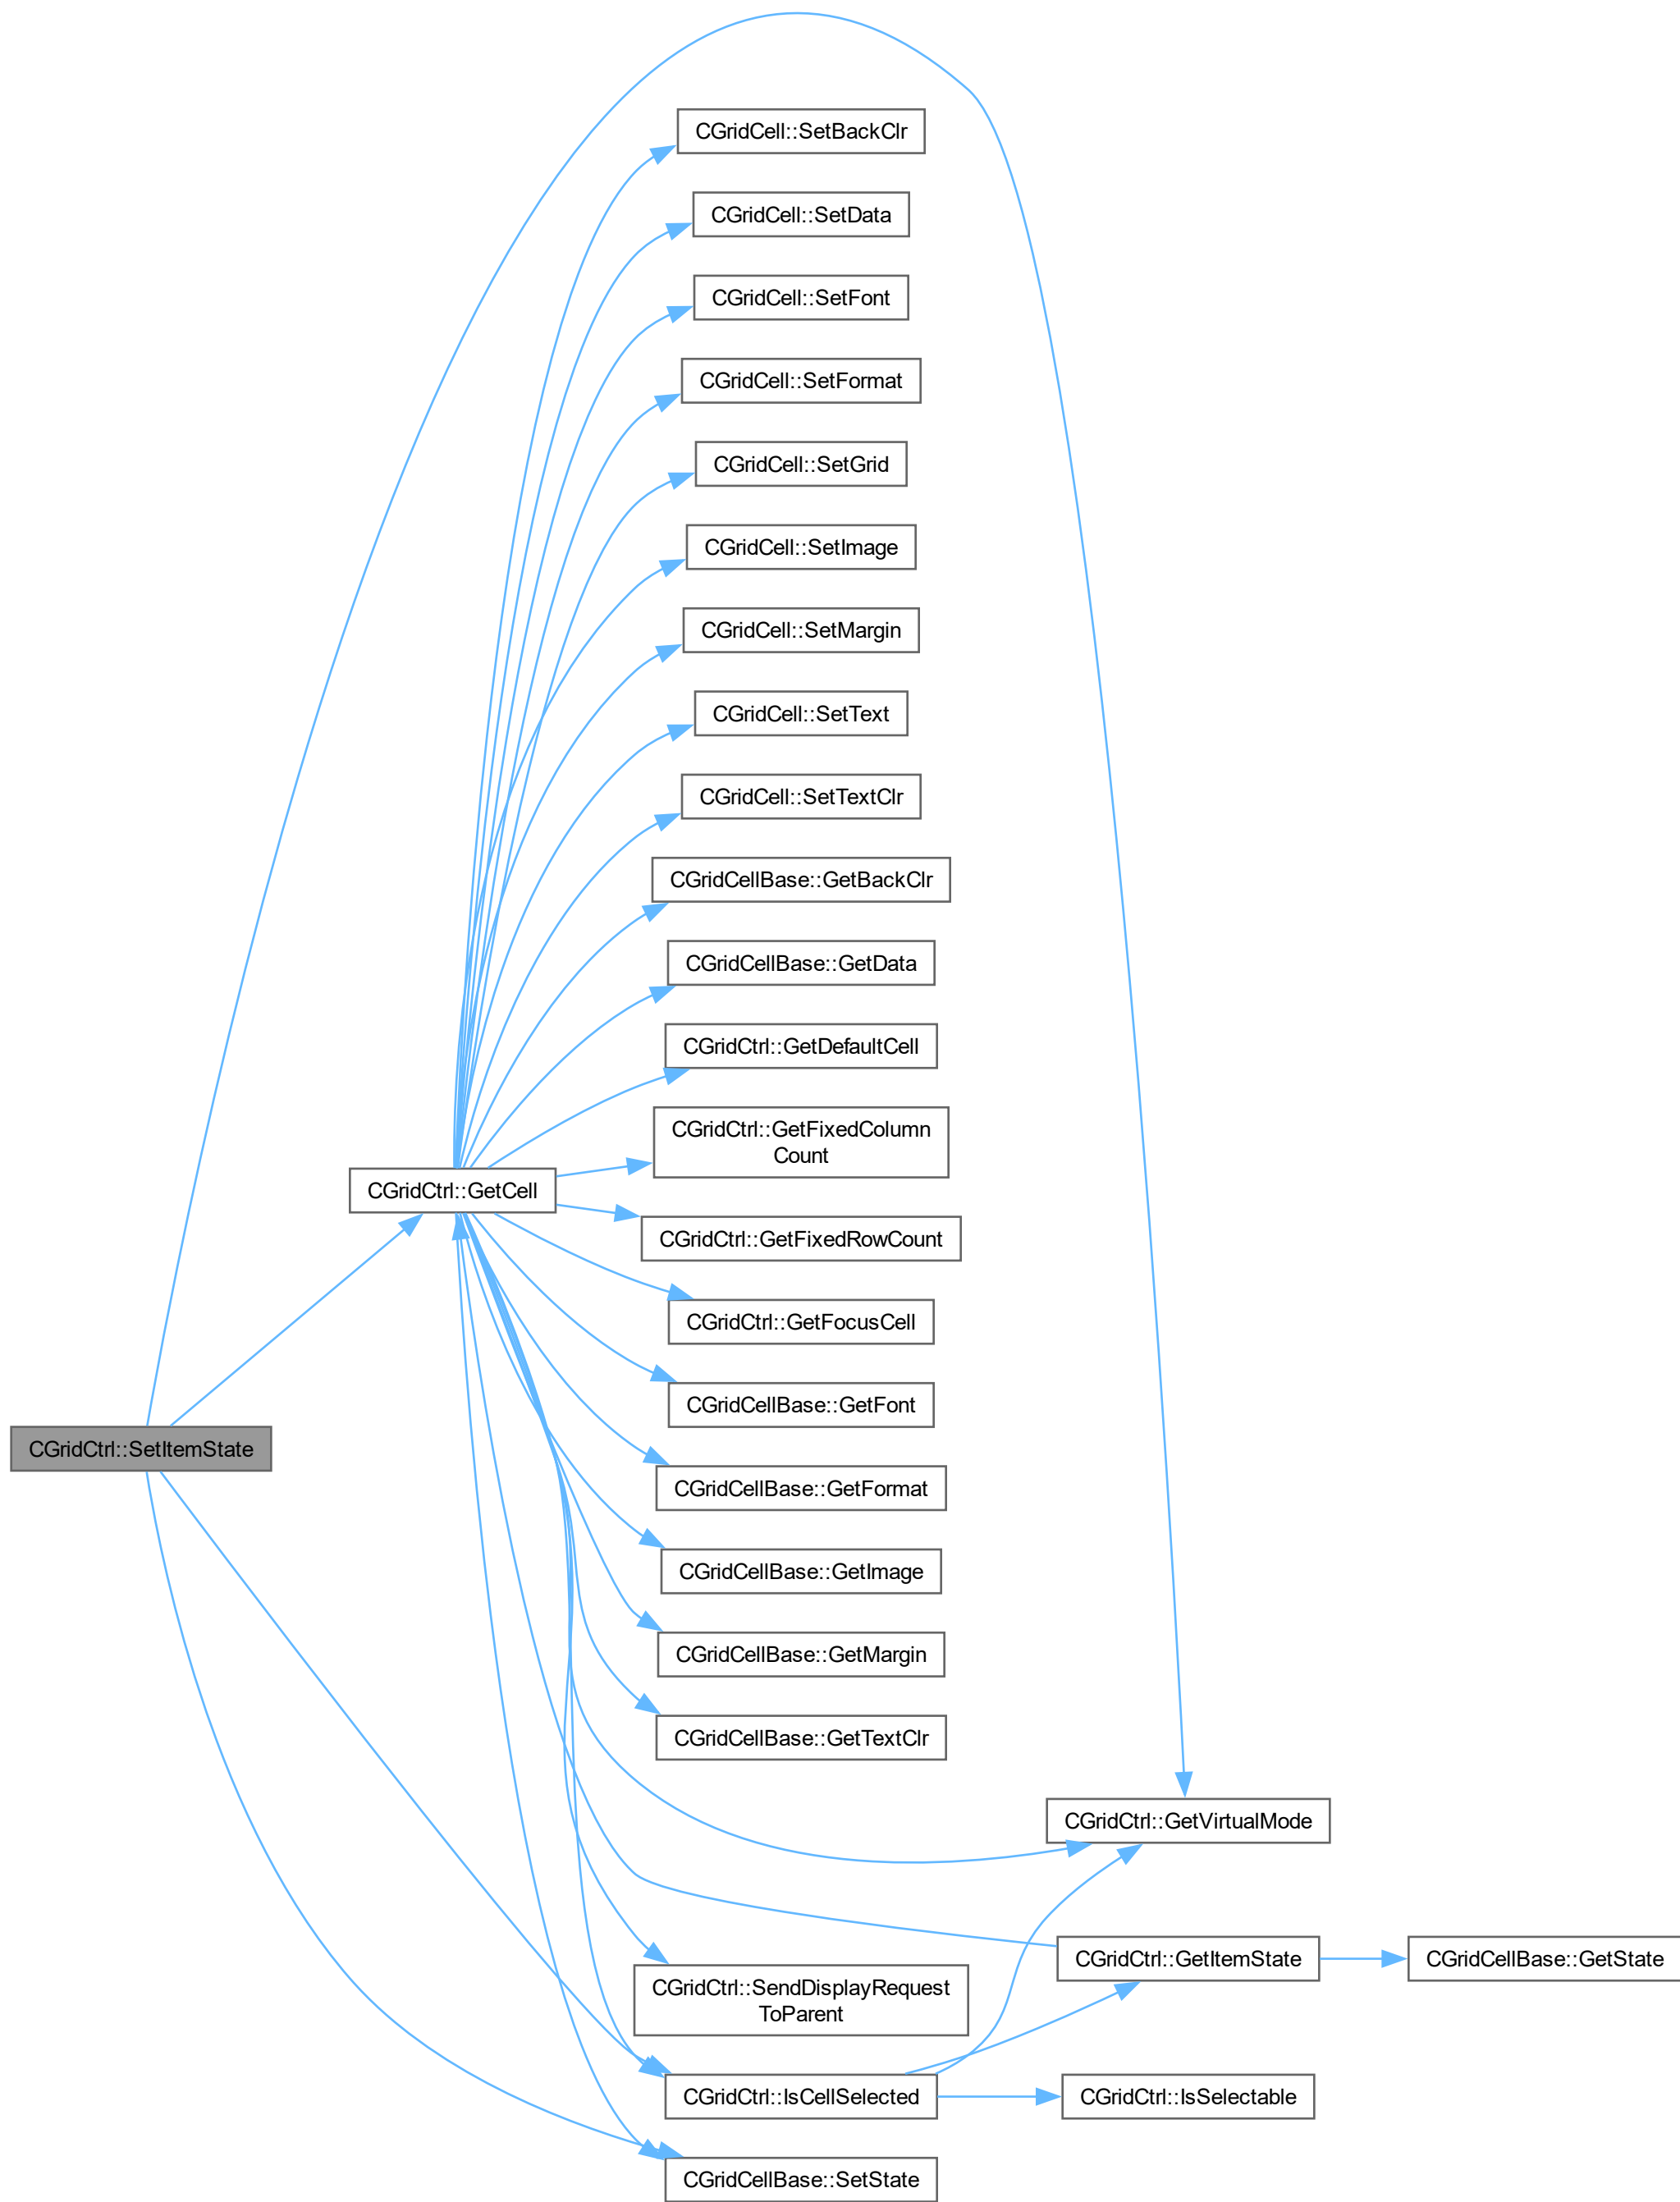 CGridCell::SetBackClr
CGridCell::SetData
CGridCell::SetFont
CGridCell::SetFormat
CGridCell::SetGrid
CGridCell::SetImage
CGridCell::SetMargin
CGridCell::SetText
CGridCell::SetTextClr
CGridCellBase::GetBackClr
CGridCellBase::GetData
CGridCtrl::GetDefaultCell
CGridCtrl::GetFixedColumn
Count
CGridCtrl::GetCell
CGridCtrl::GetFixedRowCount
CGridCtrl::GetFocusCell
CGridCellBase::GetFont
CGridCtrl::SetItemState
CGridCellBase::GetFormat
CGridCellBase::GetImage
CGridCellBase::GetMargin
CGridCellBase::GetTextClr
CGridCtrl::GetVirtualMode
CGridCtrl::GetItemState
CGridCellBase::GetState
CGridCtrl::SendDisplayRequest
ToParent
CGridCtrl::IsCellSelected
CGridCtrl::IsSelectable
CGridCellBase::SetState